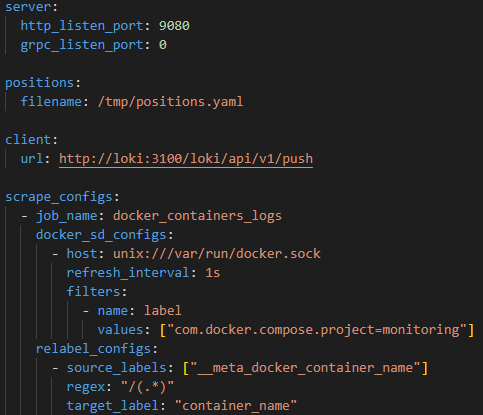 server:
  http_listen_port: 9080
  grpc_listen_port: 0

positions:
  filename: /tmp/positions.yaml

client:
  url: http://loki:3100/loki/api/v1/push

scrape_configs:
  - job_name: docker_containers_logs
    docker_sd_configs:
      - host: unix:///var/run/docker.sock
        refresh_interval: 1s
        filters:
          - name: label
            values: ["com.docker.compose.project=monitoring"]
    relabel_configs:
      - source_labels: ["__meta_docker_container_name"]
        regex: "/(.*)"
        target_label: "container_name"